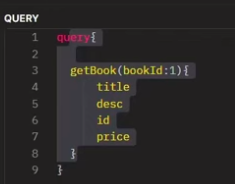 QUERY
1 query{
2
3 getBook(bookId:1){
4 title
5 desc
6 id
7 price
8 }
9 }